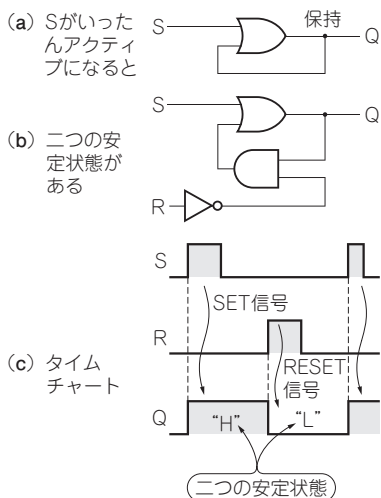 (a) Sがいった
んアクティ
ブになると
S
保持
Q
(b) 二つの安
定状態が
ある
S
Q
R
(c) タイム
チャート
S
SET信号
R
RESET
信号
Q
“H”
“L”
二つの安定状態